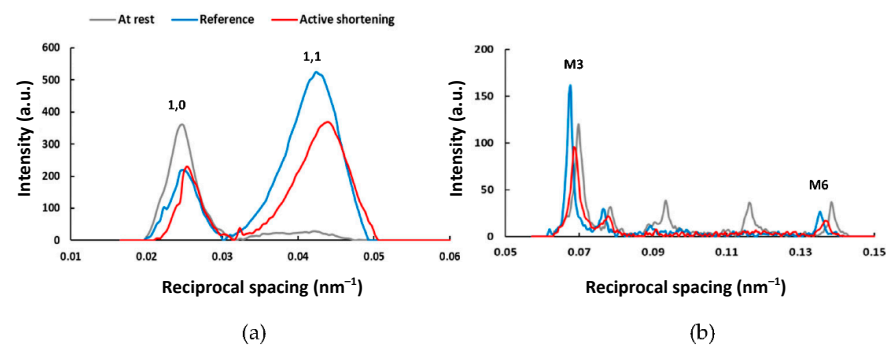 At rest Reference Active shortening
600
500
400
300
200
100
0
Intensity (a.u.)
1,0
1,1
0.01 0.02 0.03 0.04 0.05 0.06
Reciprocal spacing (nm⁻¹)
(a)
200
150
100
50
0
Intensity (a.u.)
M3
M6
0.05 0.07 0.09 0.11 0.13 0.15
Reciprocal spacing (nm⁻¹)
(b)